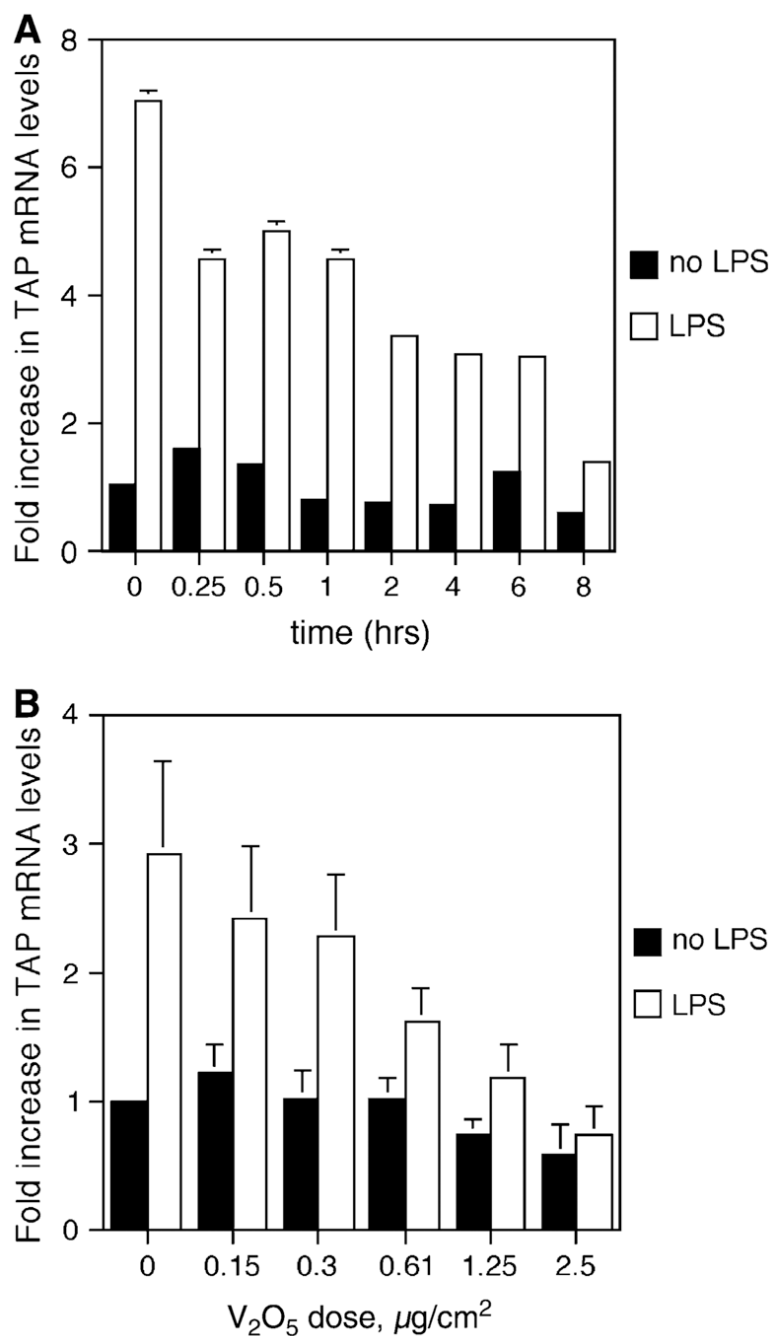 A
Fold increase in TAP mRNA levels
8
6
4
2
0
0 0.25 0.5 1 2 4 6 8
time (hrs)
no LPS
LPS
B
Fold increase in TAP mRNA levels
4
3
2
1
0
0 0.15 0.3 0.61 1.25 2.5
V₂O₅ dose, µg/cm²
no LPS
LPS